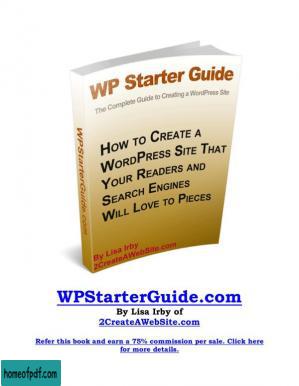 WP Starter Guide
The Complete Guide to Creating a WordPress Site
WPStarterGuide.com
HOW TO CREATE A
WORDPRESS SITE THAT
YOUR READERS AND
SEARCH ENGINES
WILL LOVE TO PIECES
By Lisa Irby
2CreateAWebSite.com
WPStarterGuide.com
By Lisa Irby of
2CreateAWebSite.com
Refer this book and earn a 75% commission per sale. Click here
for more details.
homeofpdf.com